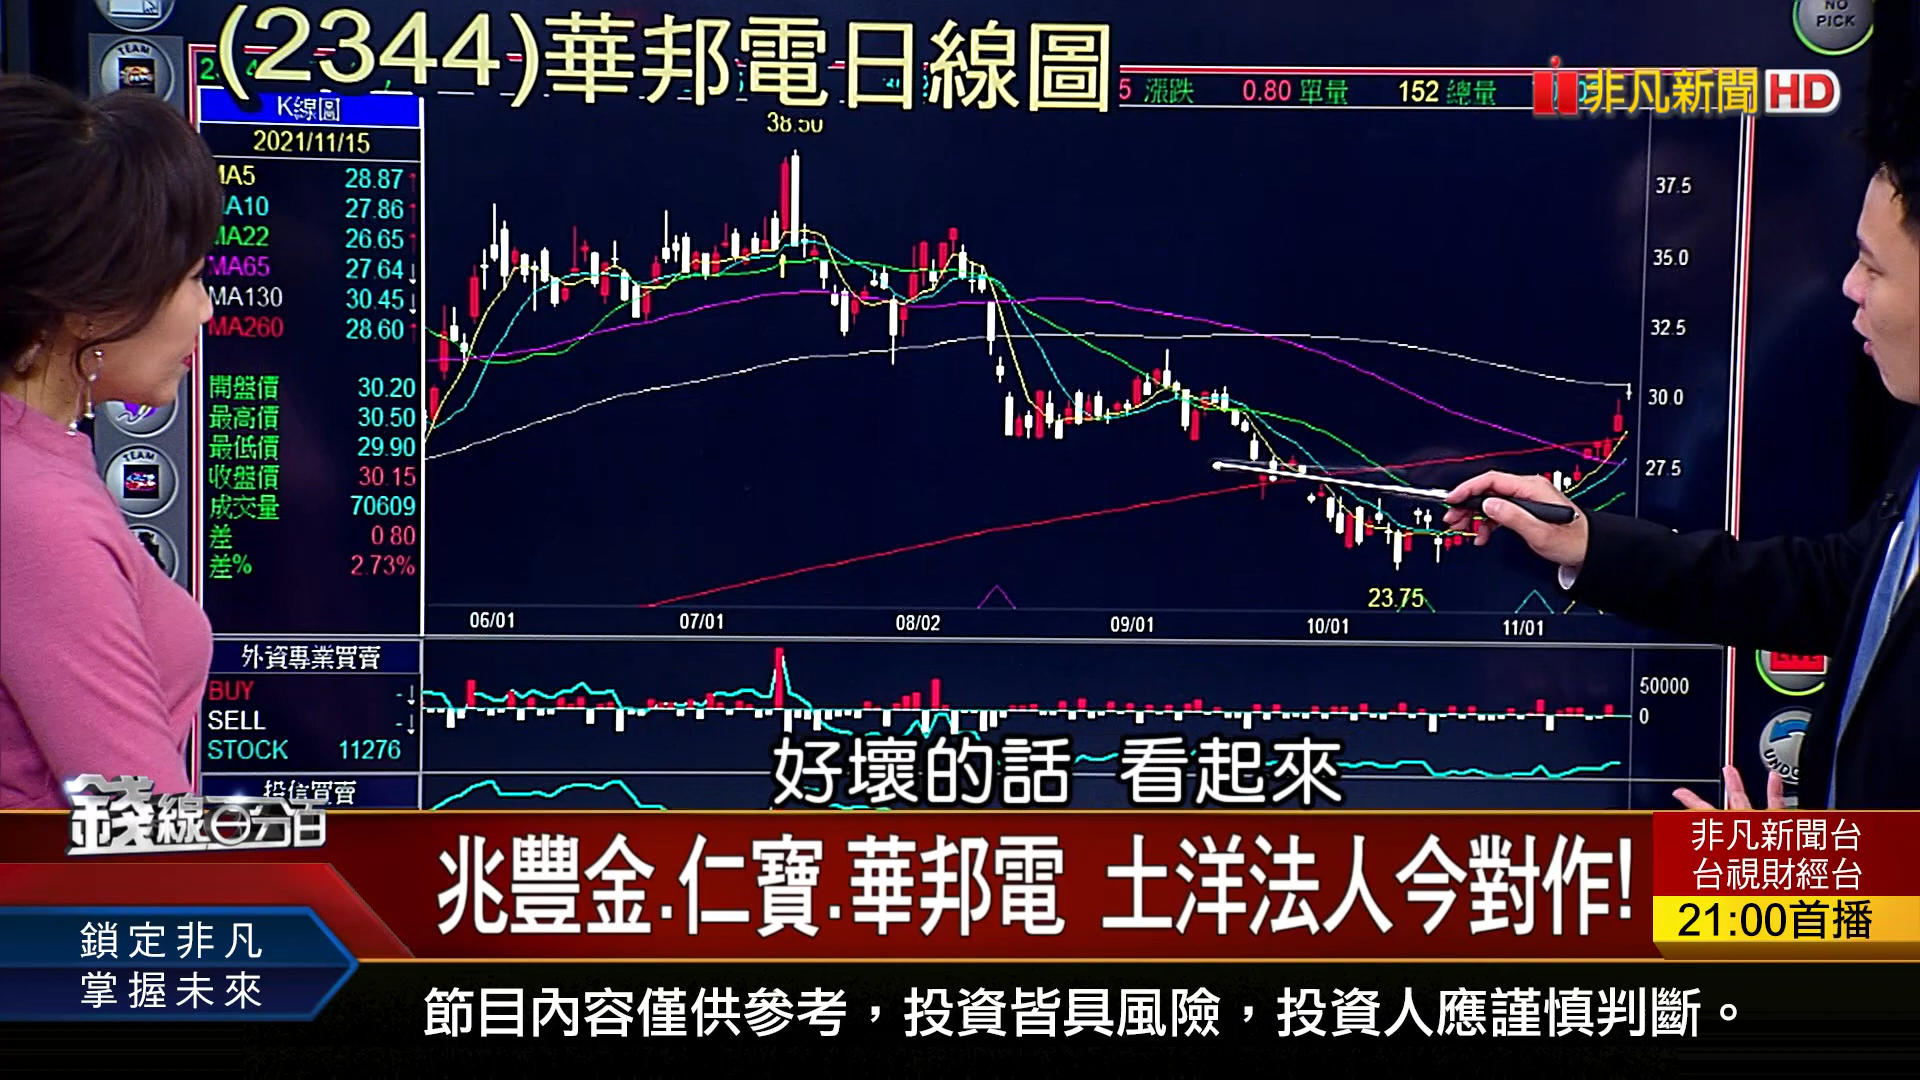 (2344)華邦電日線圖
NO
PICK
TEAM
5 漲跌 0.80 單量 152 總量
非凡新聞 HD
K線圖
2021/11/15
38.50
MA5 28.87↑
MA10 27.86↑
MA22 26.65↑
MA65 27.64↓
MA130 30.45↓
MA260 28.60↑
開盤價 30.20
最高價 30.50
最低價 29.90
收盤價 30.15
成交量 70609
差 0.80
差% 2.73%
TEAM
37.5
35.0
32.5
30.0
27.5
23.75
06/01 07/01 08/02 09/01 10/01 11/01
外資專業買賣
BUY -↓
SELL -↓
STOCK 11276
50000
0
LIVE
UNDO
投信買賣
好壞的話 看起來
錢線百分百
兆豐金.仁寶.華邦電 土洋法人今對作!
非凡新聞台
台視財經台
21:00首播
鎖定非凡
掌握未來
節目內容僅供參考，投資皆具風險，投資人應謹慎判斷。